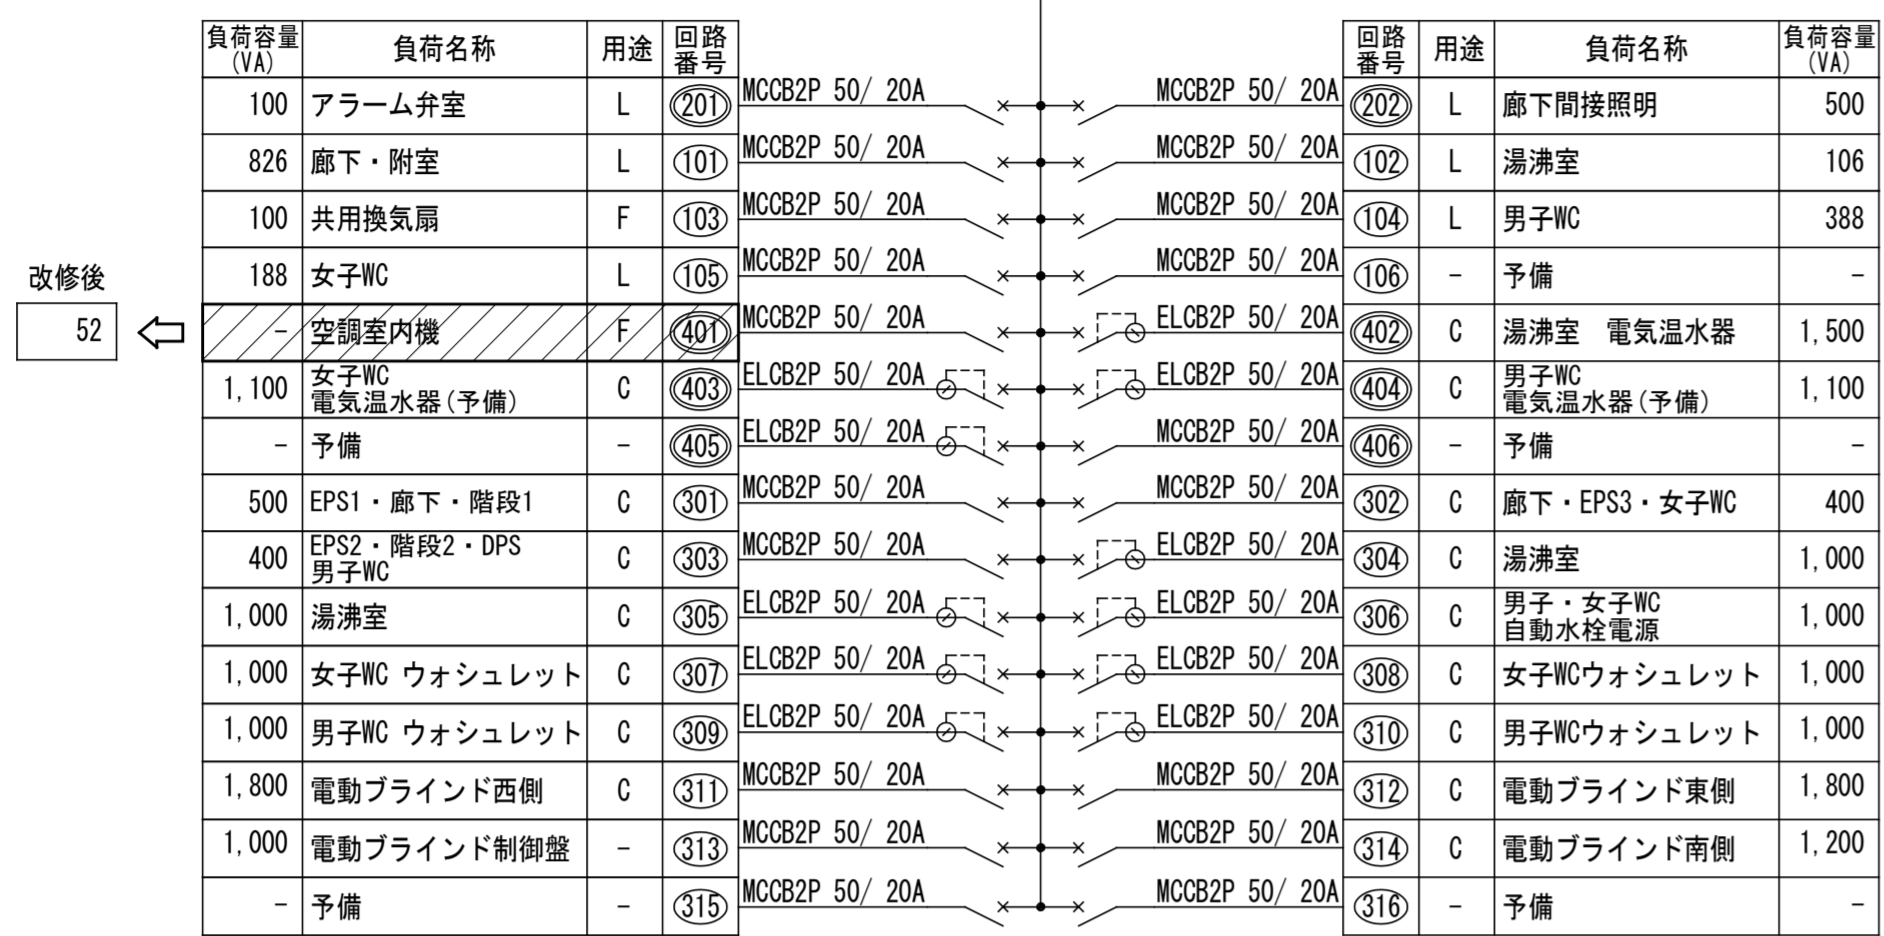 負荷容量
(VA) 負荷名称 用途 回路
番号 回路
番号 用途 負荷名称 負荷容量
(VA)
100 アラーム弁室 L 201 MCCB2P 50/ 20A MCCB2P 50/ 20A 202 L 廊下間接照明 500
826 廊下・附室 L 101 MCCB2P 50/ 20A MCCB2P 50/ 20A 102 L 湯沸室 106
100 共用換気扇 F 103 MCCB2P 50/ 20A MCCB2P 50/ 20A 104 L 男子WC 388
188 女子WC L 105 MCCB2P 50/ 20A MCCB2P 50/ 20A 106 - 予備 -
改修後
52
- 空調室内機 F 401 MCCB2P 50/ 20A ELCB2P 50/ 20A 402 C 湯沸室 電気温水器 1,500
1,100 女子WC
電気温水器(予備) C 403 ELCB2P 50/ 20A ELCB2P 50/ 20A 404 C 男子WC
電気温水器(予備) 1,100
- 予備 - 405 ELCB2P 50/ 20A MCCB2P 50/ 20A 406 - 予備 -
500 EPS1・廊下・階段1 C 301 MCCB2P 50/ 20A MCCB2P 50/ 20A 302 C 廊下・EPS3・女子WC 400
400 EPS2・階段2・DPS
男子WC C 303 MCCB2P 50/ 20A ELCB2P 50/ 20A 304 C 湯沸室 1,000
1,000 湯沸室 C 305 ELCB2P 50/ 20A ELCB2P 50/ 20A 306 C 男子・女子WC
自動水栓電源 1,000
1,000 女子WC ウォシュレット C 307 ELCB2P 50/ 20A ELCB2P 50/ 20A 308 C 女子WCウォシュレット 1,000
1,000 男子WC ウォシュレット C 309 ELCB2P 50/ 20A ELCB2P 50/ 20A 310 C 男子WCウォシュレット 1,000
1,800 電動ブラインド西側 C 311 MCCB2P 50/ 20A MCCB2P 50/ 20A 312 C 電動ブラインド東側 1,800
1,000 電動ブラインド制御盤 - 313 MCCB2P 50/ 20A MCCB2P 50/ 20A 314 C 電動ブラインド南側 1,200
- 予備 - 315 MCCB2P 50/ 20A MCCB2P 50/ 20A 316 - 予備 -